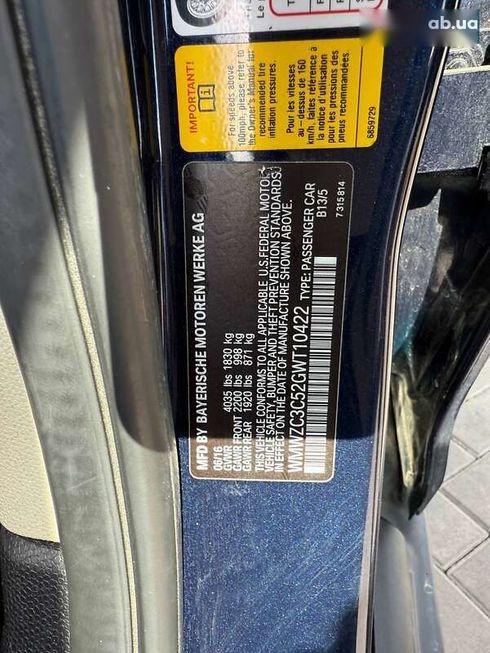 ab.ua
IMPORTANT!
For speeds above
100mph, please refer to
the Owner's Manual for
recommended tire
inflation pressures.
Pour les vitesses
au-dessus de 160
km/h, faites référence à
la notice d'utilisation
pour les pressions des
pneus recommandées.
6859729
MFD BY BAYERISCHE MOTOREN WERKE AG
06/16
GVWR 4035 lbs 1830 kg
GAWR FRONT 2200 lbs 998 kg
GAWR REAR 1920 lbs 871 kg
THIS VEHICLE CONFORMS TO ALL APPLICABLE U.S. FEDERAL MOTOR
VEHICLE SAFETY, BUMPER AND THEFT PREVENTION STANDARDS
IN EFFECT ON THE DATE OF MANUFACTURE SHOWN ABOVE.
WMWZC3C52GWT10422 TYPE: PASSENGER CAR
B13/5
7 315 814